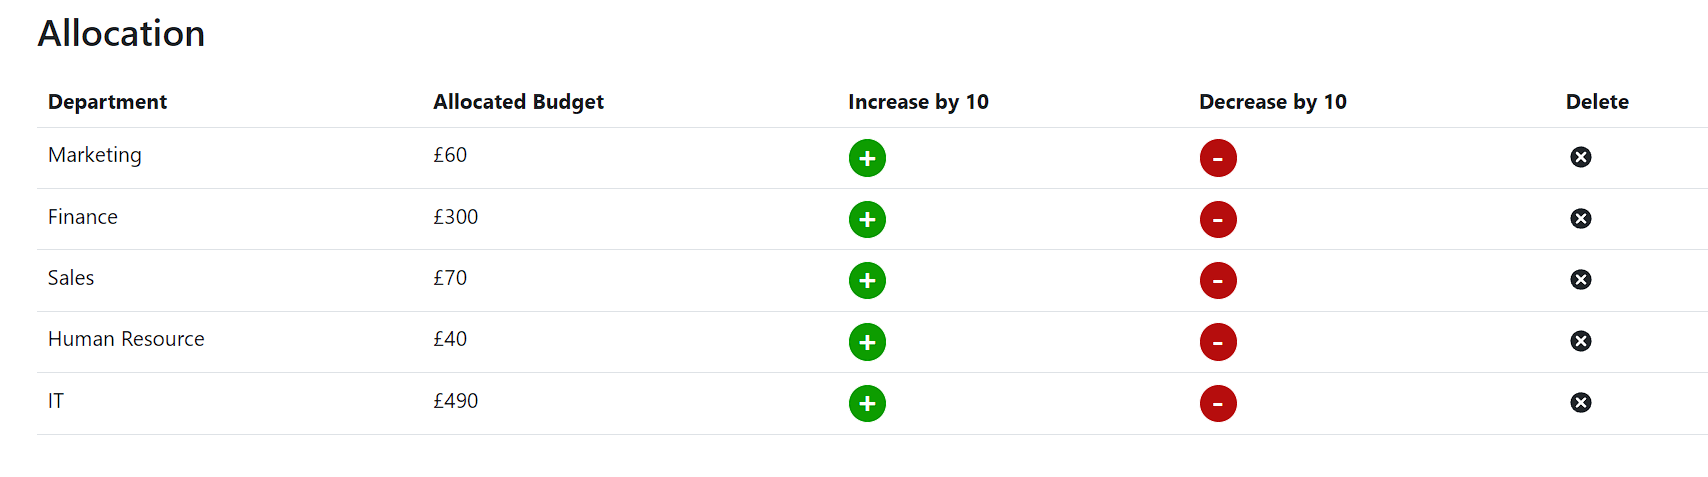 Allocation
Department Allocated Budget Increase by 10 Decrease by 10 Delete
Marketing £60 + -
Finance £300 + -
Sales £70 + -
Human Resource £40 + -
IT £490 + -